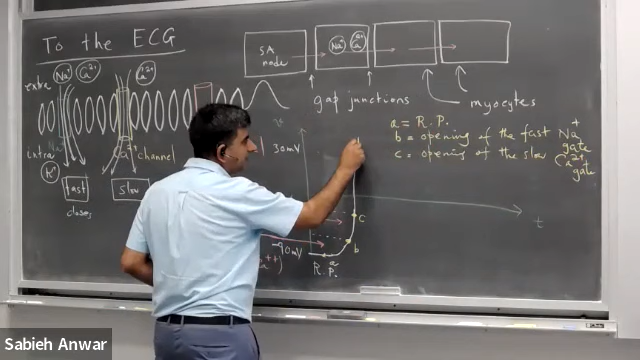 To the ECG
SA
node
Na+ Ca2+
gap junctions
myocytes
extra
Na+ Ca2+ Ca2+
intra
K+
channel
fast
slow
closes
a = R.P.
b = opening of the fast Na+
gate
c = opening of the slow Ca2+
gate
30mV
-90mV
R.P.
a
b
c
t
Sabieh Anwar